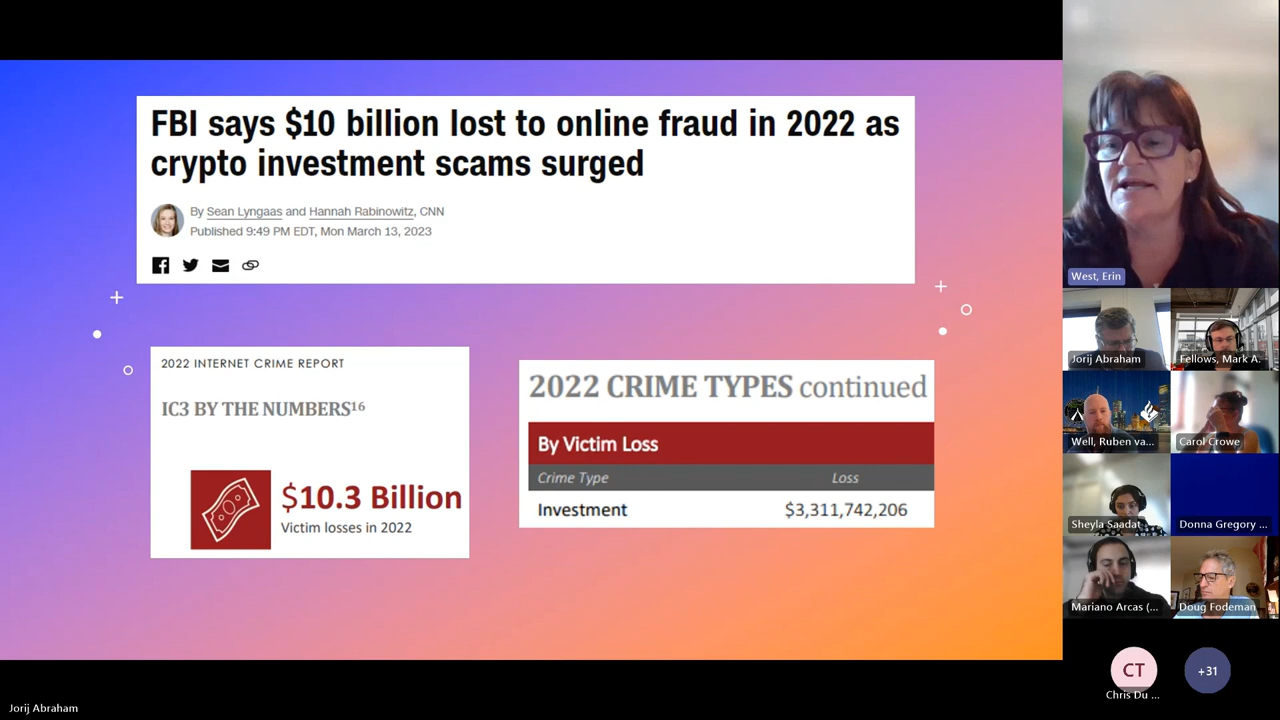 FBI says $10 billion lost to online fraud in 2022 as
crypto investment scams surged
By Sean Lyngaas and Hannah Rabinowitz, CNN
Published 9:49 PM EDT, Mon March 13, 2023
2022 INTERNET CRIME REPORT
IC3 BY THE NUMBERS16
$10.3 Billion
Victim losses in 2022
2022 CRIME TYPES continued
By Victim Loss
Crime Type Loss
Investment $3,311,742,206
West, Erin
Jorij Abraham
Fellows, Mark A.
Well, Ruben va...
Carol Crowe
Sheyla Saadat
Donna Gregory ...
Mariano Arcas (...
Doug Fodeman
CT
Chris Du ...
+31
Jorij Abraham